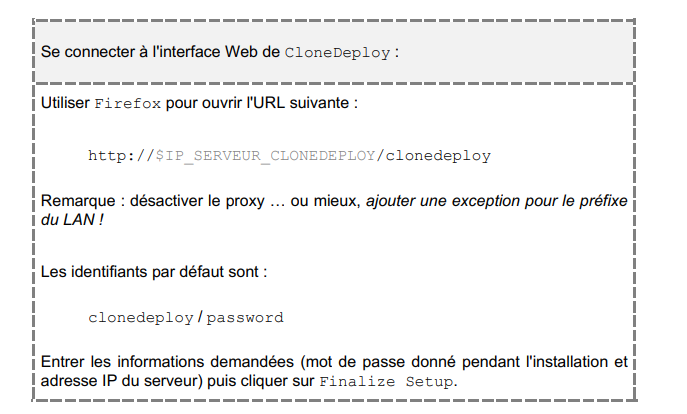 Se connecter à l'interface Web de CloneDeploy :
Utiliser Firefox pour ouvrir l'URL suivante :
http://$IP_SERVEUR_CLONEDEPLOY/clonedeploy
Remarque : désactiver le proxy … ou mieux, ajouter une exception pour le préfixe
du LAN !
Les identifiants par défaut sont :
clonedeploy / password
Entrer les informations demandées (mot de passe donné pendant l'installation et
adresse IP du serveur) puis cliquer sur Finalize Setup.